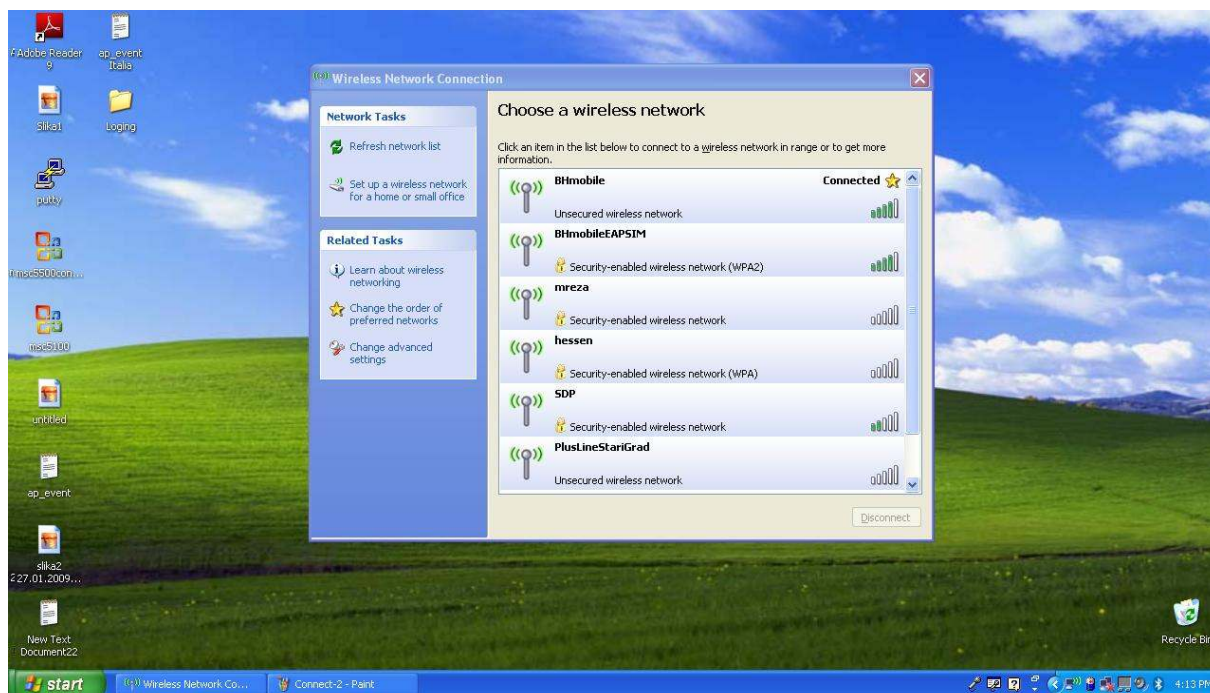 Adobe Reader
9
ap_event
Italia
Slika1
Loging
putty
msc5500con...
msc5100
untitled
ap_event
slika2
27.01.2009...
New Text
Document22
Wireless Network Connection
Network Tasks
Refresh network list
Set up a wireless network
for a home or small office
Related Tasks
Learn about wireless
networking
Change the order of
preferred networks
Change advanced
settings
Choose a wireless network
Click an item in the list below to connect to a wireless network in range or to get more
information.
BHmobile
Connected
Unsecured wireless network
BHmobileEAPSIM
Security-enabled wireless network (WPA2)
mreza
Security-enabled wireless network
hessen
Security-enabled wireless network (WPA)
SDP
Security-enabled wireless network
PlusLineStariGrad
Unsecured wireless network
Disconnect
Recycle Bin
start
Wireless Network Co...
Connect-2 - Paint
4:13 PM